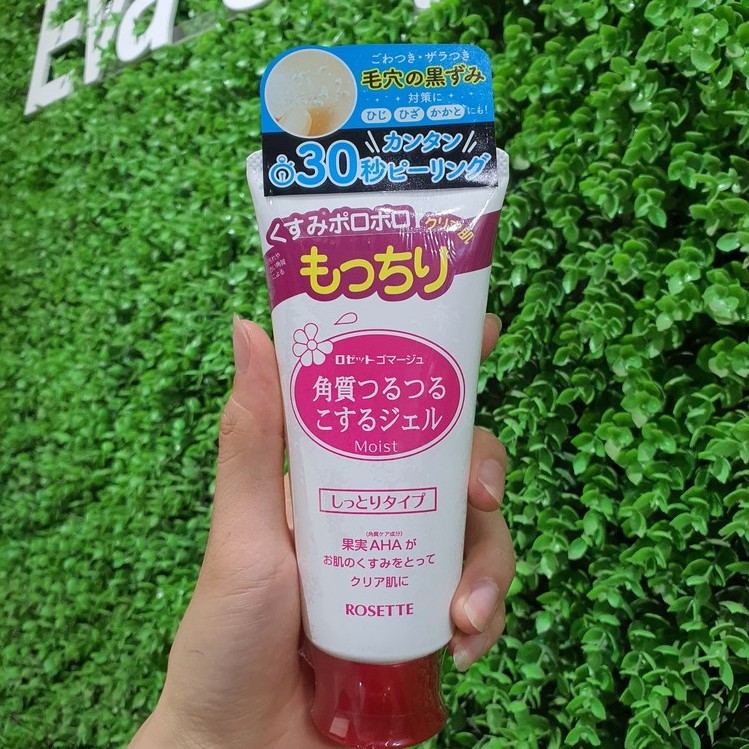 Eva
ごわつき・ザラつき
毛穴の黒ずみ
対策に
ひじ ひざ かかと にも!
カンタン
30秒ピーリング
くすみポロポロ! クリア肌
もっちり
ロゼット ゴマージュ
角質つるつる
こするジェル
Moist
しっとりタイプ
(角質ケア成分)
果実AHAが
お肌のくすみをとって
クリア肌に
ROSETTE